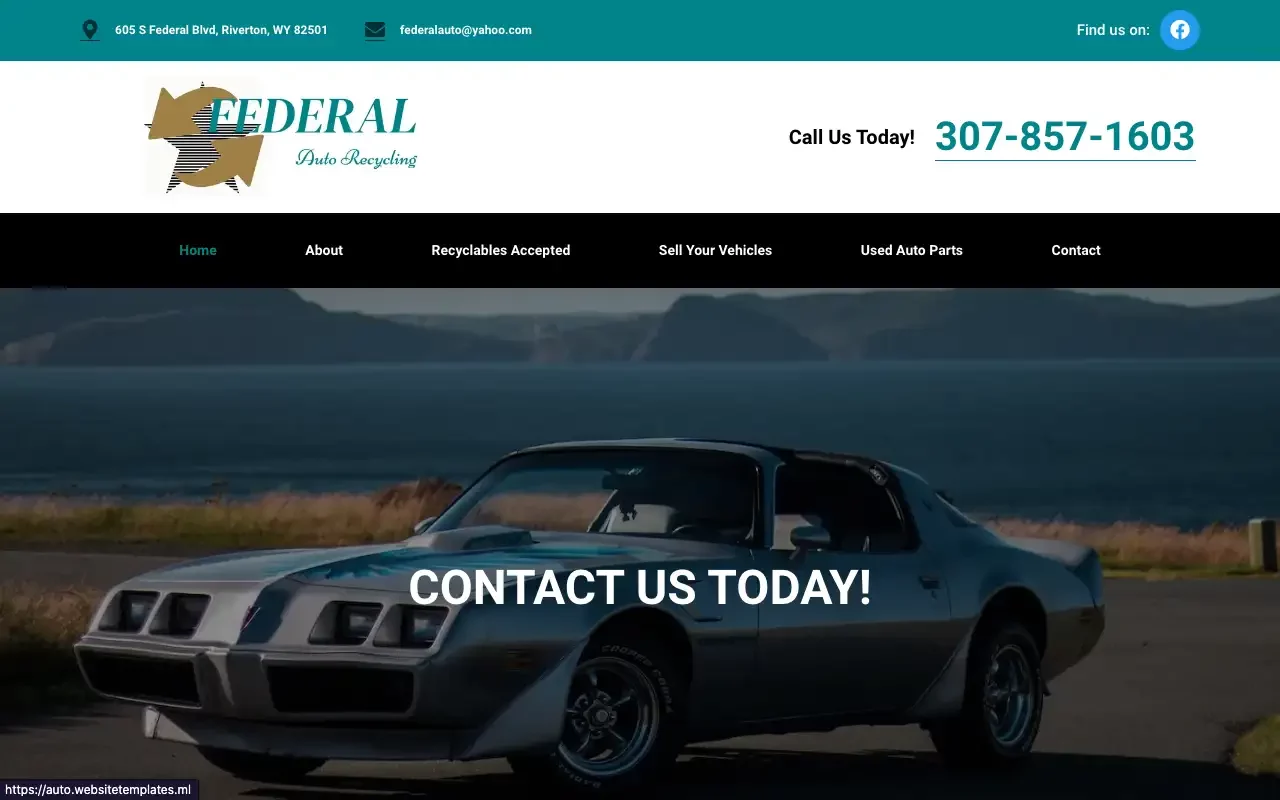 605 S Federal Blvd, Riverton, WY 82501
federalauto@yahoo.com
Find us on:
FEDERAL
Auto Recycling
Call Us Today! 307-857-1603
Home About Recyclables Accepted Sell Your Vehicles Used Auto Parts Contact
CONTACT US TODAY!
COOPER COBRA
https://auto.websitetemplates.ml